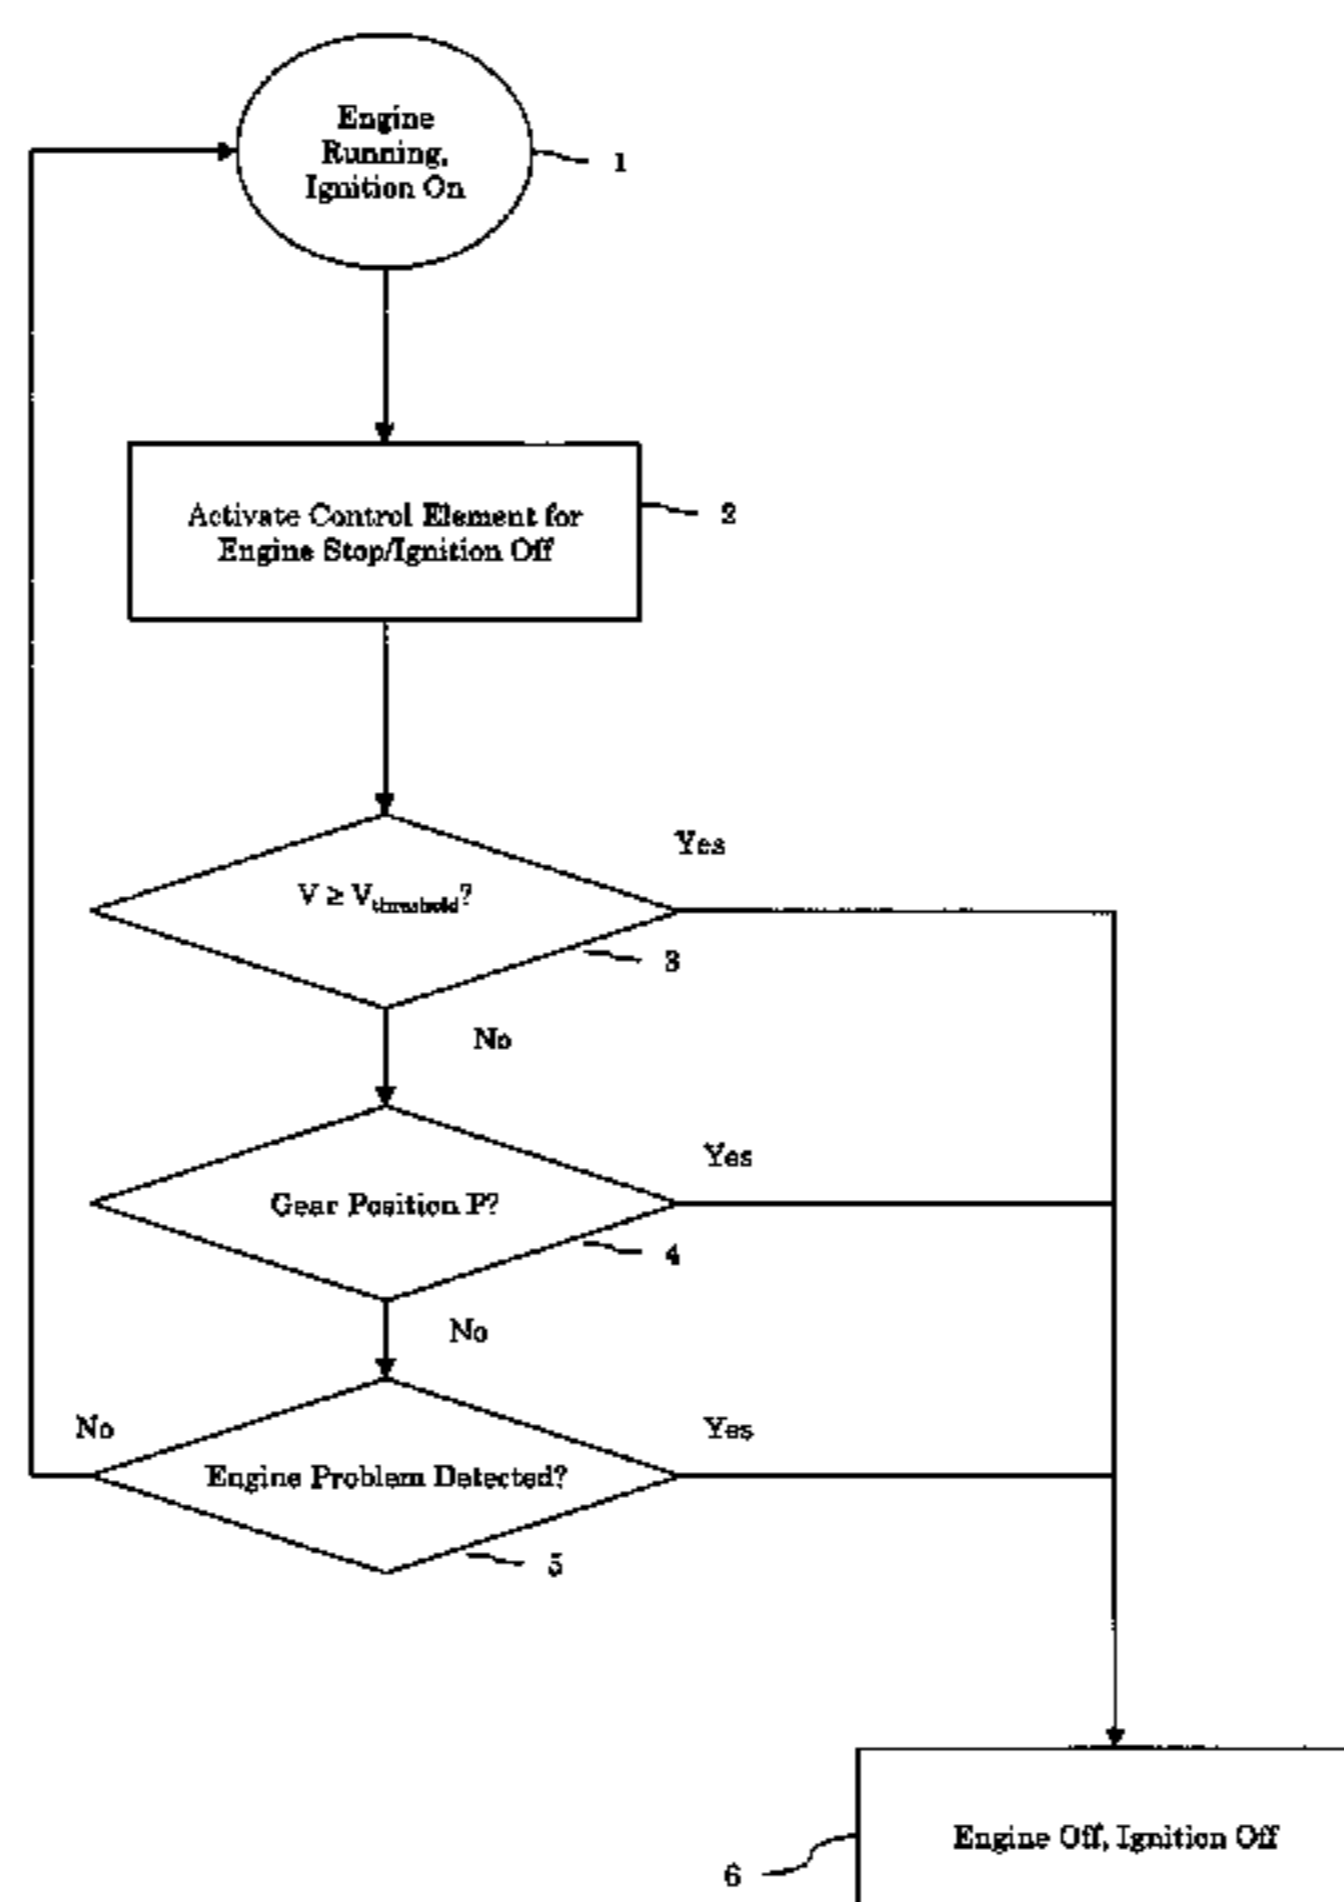 Engine
Running,
Ignition On
1
Activate Control Element for
Engine Stop/Ignition Off
2
Yes
V ≥ Vthreshold?
3
No
Yes
Gear Position P?
4
No
No
Yes
Engine Problem Detected?
5
Engine Off, Ignition Off
6